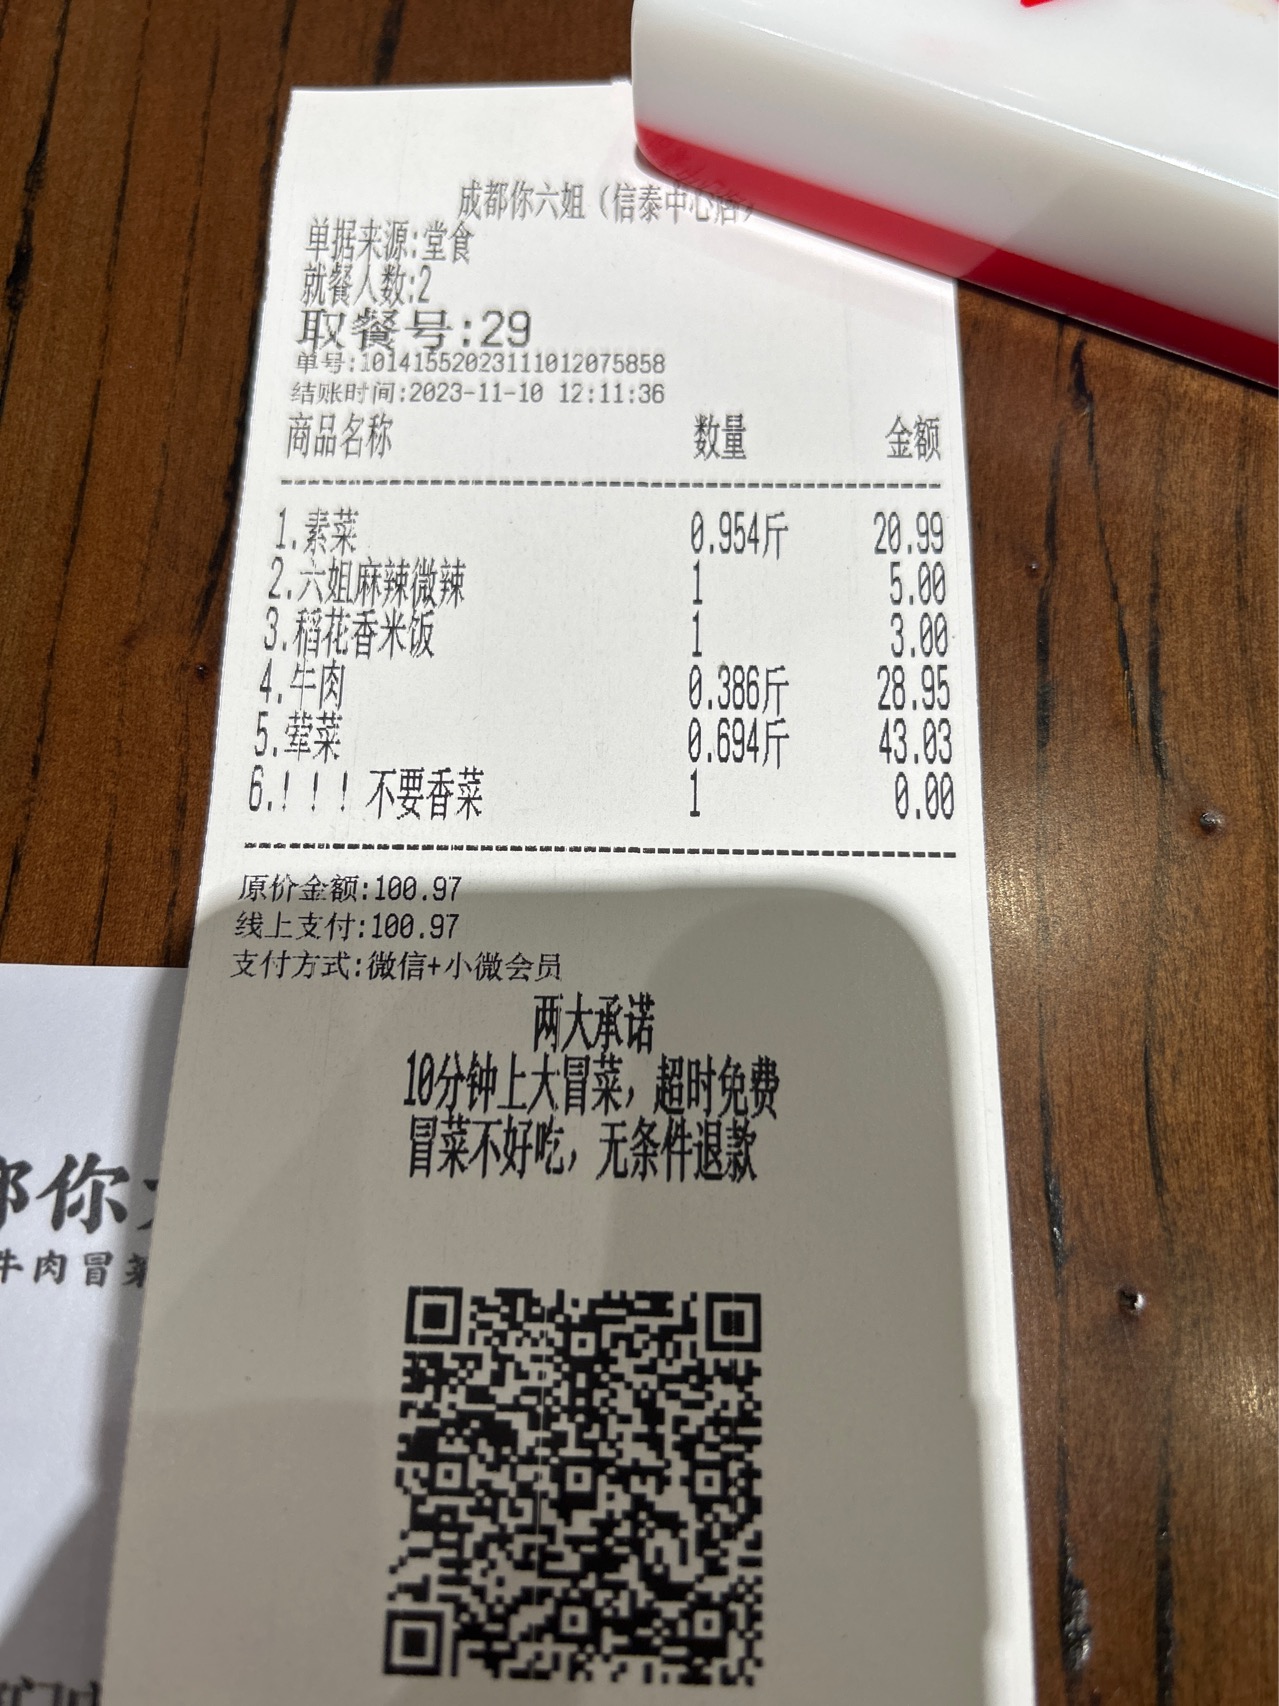 成都你六姐（信泰中心店）
单据来源:堂食
就餐人数:2
取餐号:29
单号:10141552023111012075858
结账时间:2023-11-10 12:11:36
商品名称 数量 金额
1.素菜 0.954斤 20.99
2.六姐麻辣微辣 1 5.00
3.稻花香米饭 1 3.00
4.牛肉 0.386斤 28.95
5.荤菜 0.694斤 43.03
6.！！！不要香菜 1 0.00
原价金额:100.97
线上支付:100.97
支付方式:微信+小微会员
两大承诺
10分钟上大冒菜，超时免费
冒菜不好吃，无条件退款
都你
牛肉冒菜